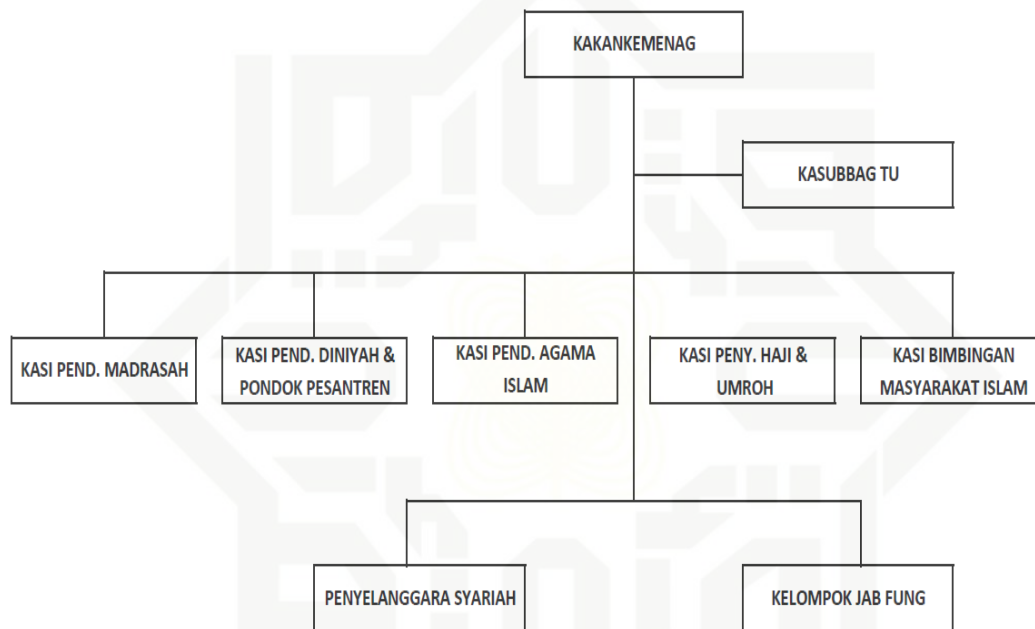 KAKANKEMENAG
KASUBBAG TU
KASI PEND. MADRASAH
KASI PEND. DINIYAH &
PONDOK PESANTREN
KASI PEND. AGAMA
ISLAM
KASI PENY. HAJI &
UMROH
KASI BIMBINGAN
MASYARAKAT ISLAM
PENYELANGGARA SYARIAH
KELOMPOK JAB FUNG